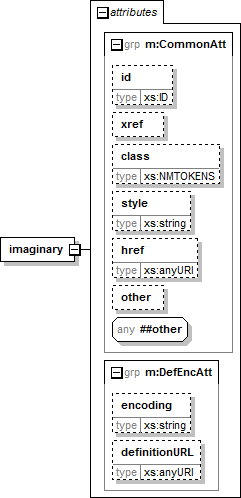 attributes
grp m:CommonAtt
id
type xs:ID
xref
class
type xs:NMTOKENS
style
type xs:string
imaginary
href
type xs:anyURI
other
any ##other
grp m:DefEncAtt
encoding
type xs:string
definitionURL
type xs:anyURI